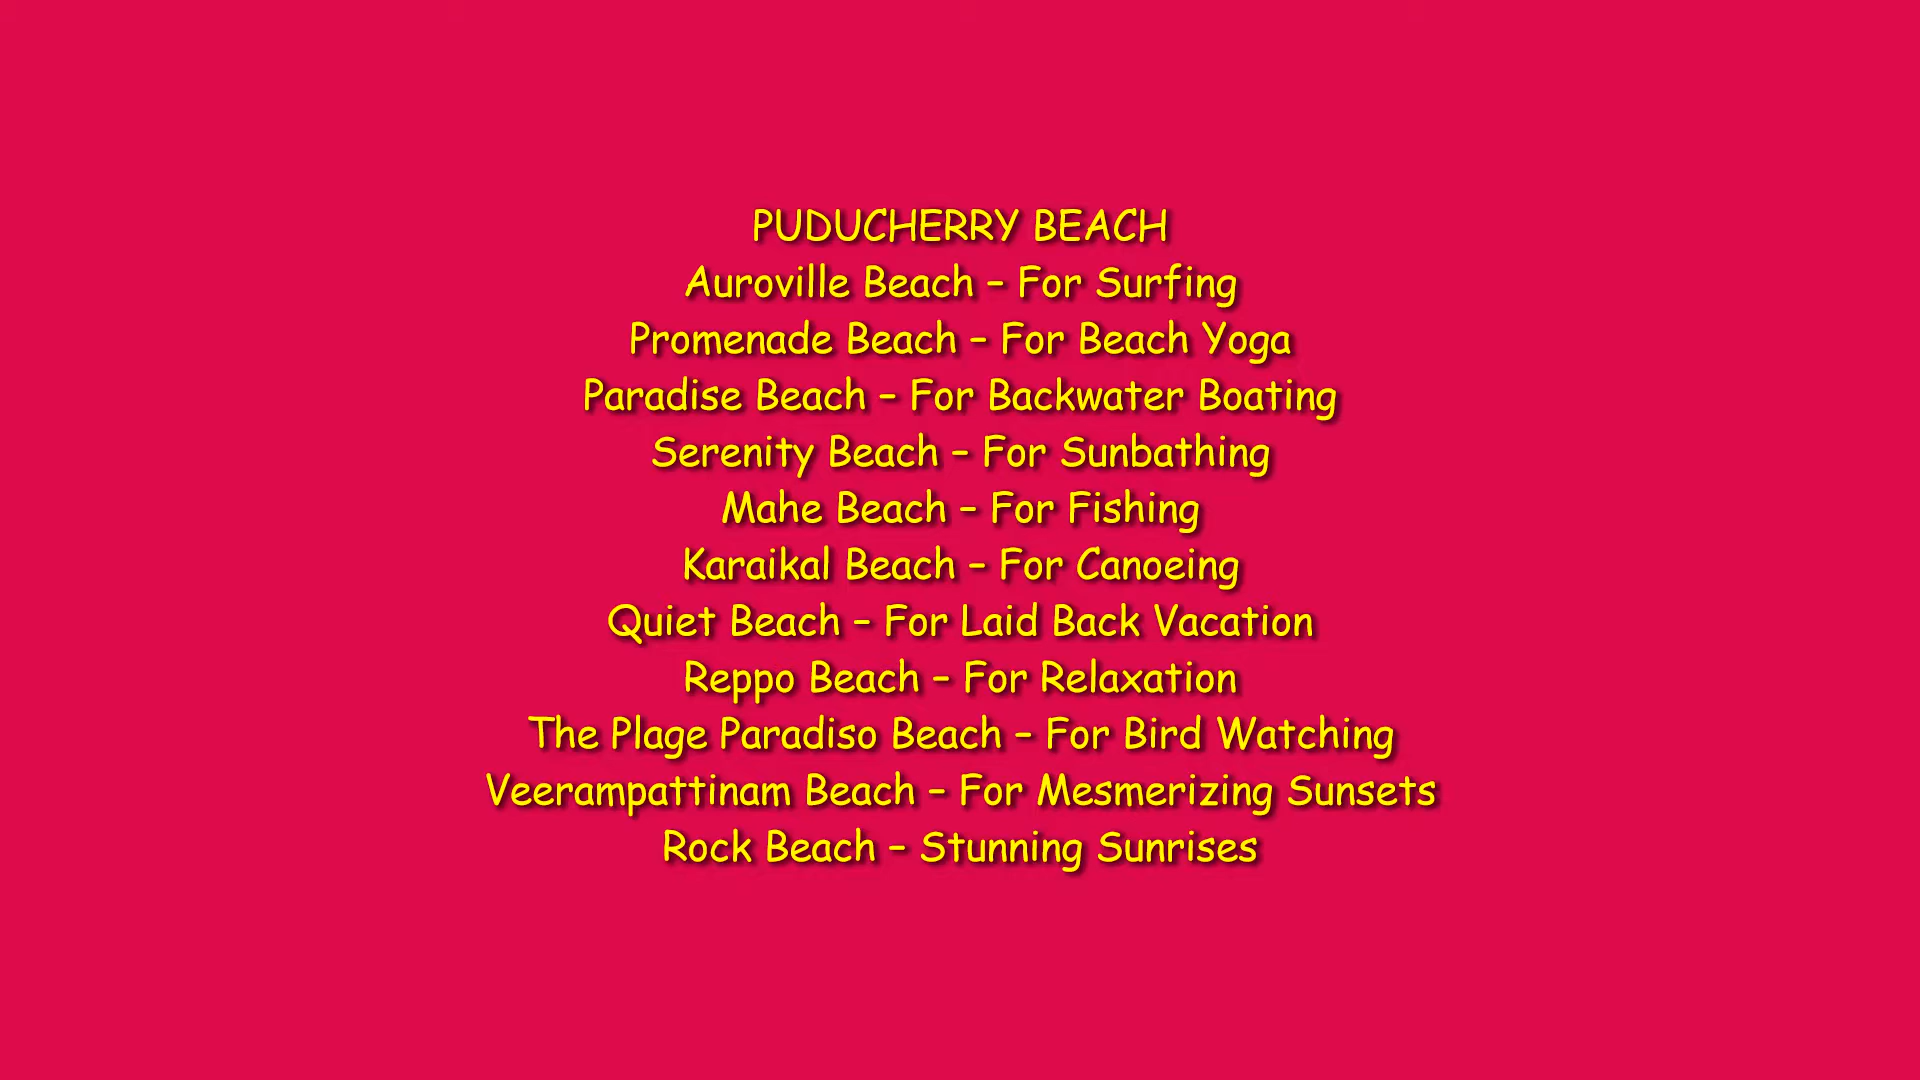 PUDUCHERRY BEACH
Auroville Beach – For Surfing
Promenade Beach – For Beach Yoga
Paradise Beach – For Backwater Boating
Serenity Beach – For Sunbathing
Mahe Beach – For Fishing
Karaikal Beach – For Canoeing
Quiet Beach – For Laid Back Vacation
Reppo Beach – For Relaxation
The Plage Paradiso Beach – For Bird Watching
Veerampattinam Beach – For Mesmerizing Sunsets
Rock Beach – Stunning Sunrises